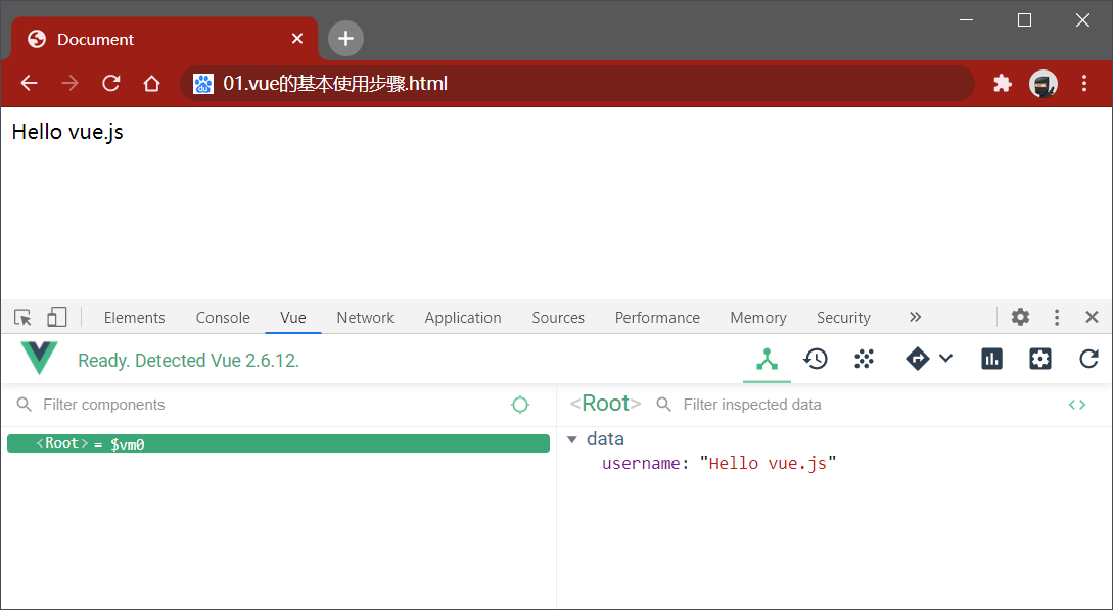 Document
01.vue的基本使用步骤.html
Hello vue.js
Elements Console Vue Network Application Sources Performance Memory Security »
Ready. Detected Vue 2.6.12.
Filter components
<Root> Filter inspected data
<Root> = $vm0
data
username: "Hello vue.js"